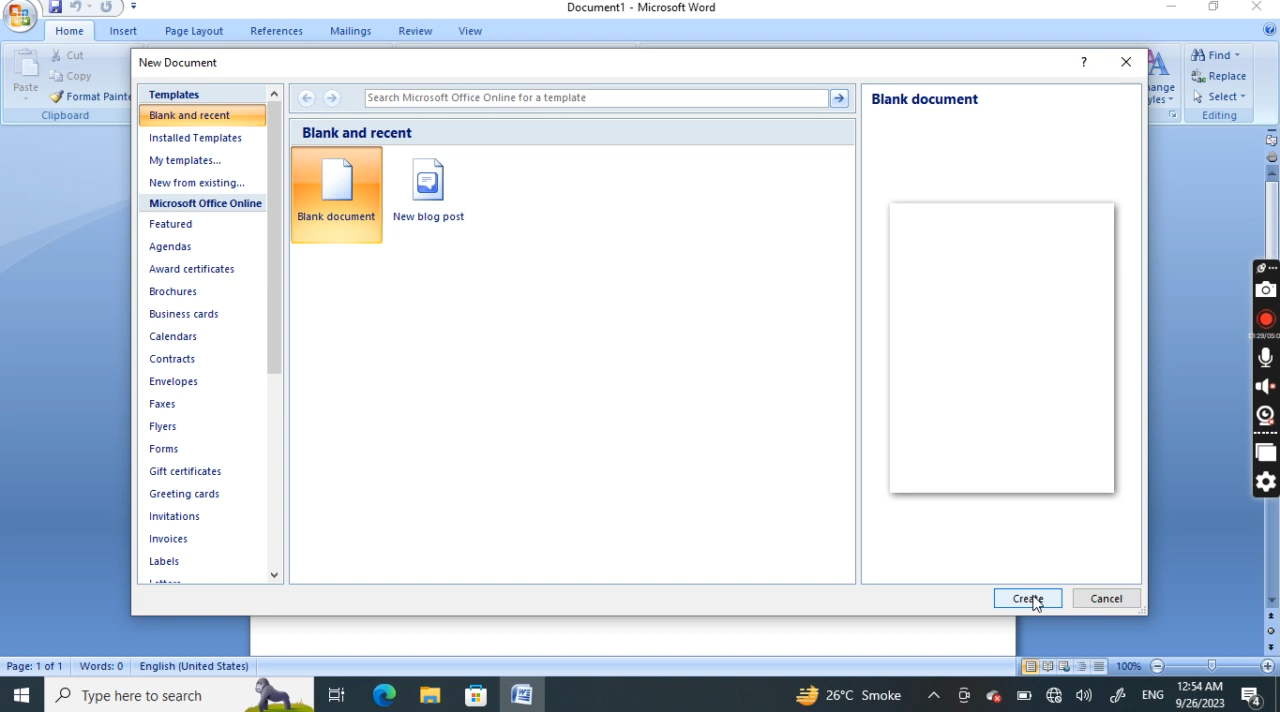 Document1 - Microsoft Word
Home Insert Page Layout References Mailings Review View
Cut
Copy
Paste
Format Painte
Clipboard
Find
Replace
Select
Editing
New Document
?
Templates
Blank and recent
Installed Templates
My templates...
New from existing...
Microsoft Office Online
Featured
Agendas
Award certificates
Brochures
Business cards
Calendars
Contracts
Envelopes
Faxes
Flyers
Forms
Gift certificates
Greeting cards
Invitations
Invoices
Labels
Search Microsoft Office Online for a template
Blank and recent
Blank document New blog post
Blank document
Create Cancel
Page: 1 of 1 Words: 0 English (United States) 100%
Type here to search
26°C Smoke
ENG
12:54 AM
9/26/2023
4